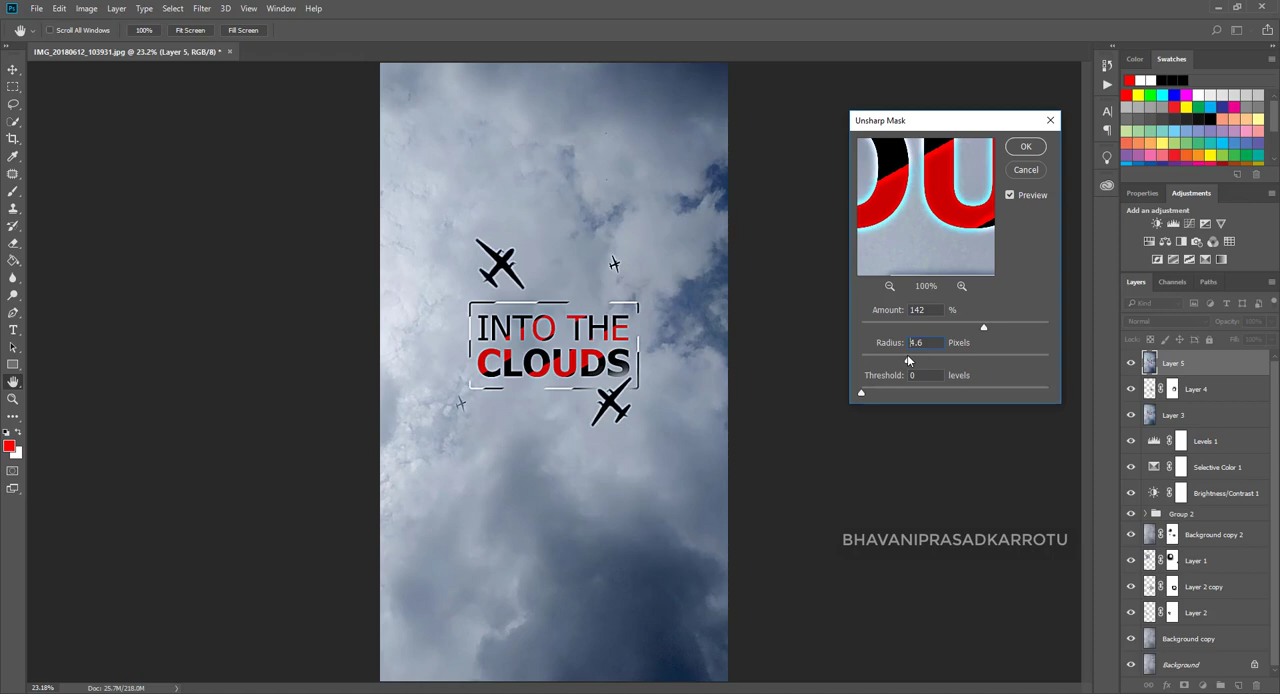 Ps File Edit Image Layer Type Select Filter 3D View Window Help
Scroll All Windows 100% Fit Screen Fill Screen
IMG_20180612_103931.jpg @ 23.2% (Layer 5, RGB/8) *
INTO THE
CLOUDS
Unsharp Mask
OK
Cancel
Preview
100%
Amount: 142 %
Radius: 4.6 Pixels
Threshold: 0 levels
BHAVANIPRASADKARROTU
Color Swatches
Properties Adjustments
Add an adjustment
Layers Channels Paths
Kind
Normal Opacity: 100%
Lock: Fill: 100%
Layer 5
Layer 4
Layer 3
Levels 1
Selective Color 1
Brightness/Contrast 1
Group 2
Background copy 2
Layer 1
Layer 2 copy
Layer 2
Background copy
Background
23.18% Doc: 25.7M/218.0M